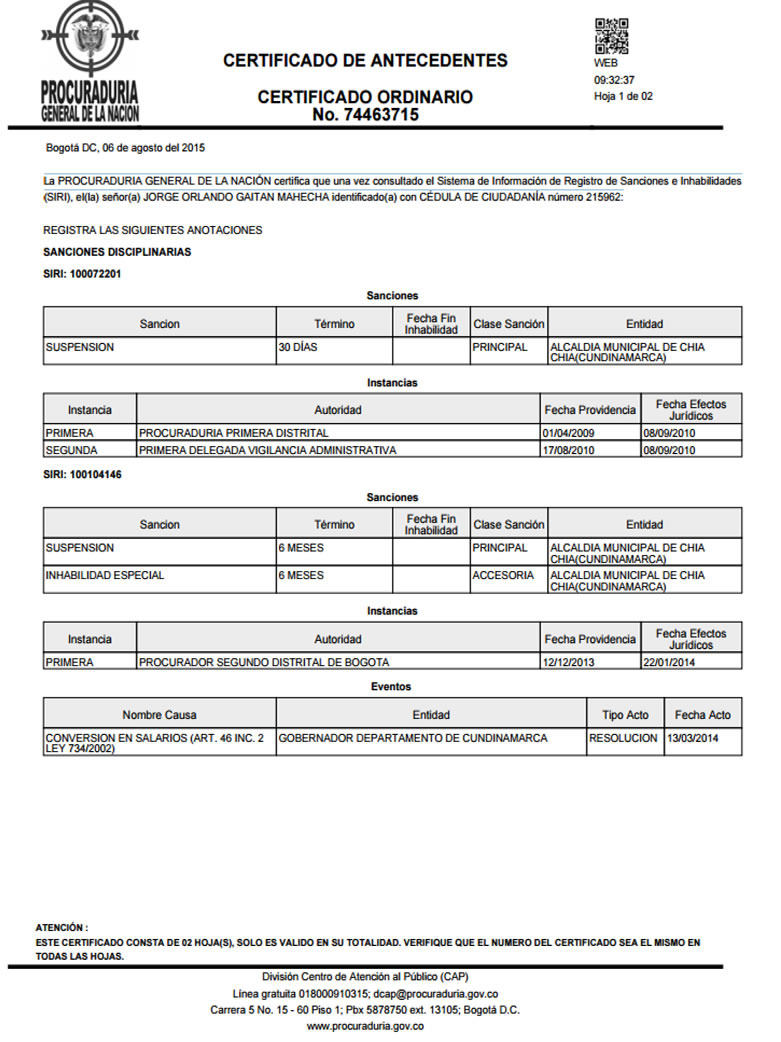 PROCURADURIA
GENERAL DE LA NACIÓN
CERTIFICADO DE ANTECEDENTES
CERTIFICADO ORDINARIO
No. 74463715
WEB
09:32:37
Hoja 1 de 02
Bogotá DC, 06 de agosto del 2015
La PROCURADURIA GENERAL DE LA NACIÓN certifica que una vez consultado el Sistema de Información de Registro de Sanciones e Inhabilidades
(SIRI), el(la) señor(a) JORGE ORLANDO GAITAN MAHECHA identificado(a) con CÉDULA DE CIUDADANÍA número 215962:
REGISTRA LAS SIGUIENTES ANOTACIONES
SANCIONES DISCIPLINARIAS
SIRI: 100072201
Sanciones
Sancion Término Fecha Fin Inhabilidad Clase Sanción Entidad
SUSPENSION 30 DÍAS PRINCIPAL ALCALDIA MUNICIPAL DE CHIA
CHIA(CUNDINAMARCA)
Instancias
Instancia Autoridad Fecha Providencia Fecha Efectos Jurídicos
PRIMERA PROCURADURIA PRIMERA DISTRITAL 01/04/2009 08/09/2010
SEGUNDA PRIMERA DELEGADA VIGILANCIA ADMINISTRATIVA 17/08/2010 08/09/2010
SIRI: 100104146
Sanciones
Sancion Término Fecha Fin Inhabilidad Clase Sanción Entidad
SUSPENSION 6 MESES PRINCIPAL ALCALDIA MUNICIPAL DE CHIA
CHIA(CUNDINAMARCA)
INHABILIDAD ESPECIAL 6 MESES ACCESORIA ALCALDIA MUNICIPAL DE CHIA
CHIA(CUNDINAMARCA)
Instancias
Instancia Autoridad Fecha Providencia Fecha Efectos Jurídicos
PRIMERA PROCURADOR SEGUNDO DISTRITAL DE BOGOTA 12/12/2013 22/01/2014
Eventos
Nombre Causa Entidad Tipo Acto Fecha Acto
CONVERSION EN SALARIOS (ART. 46 INC. 2 GOBERNADOR DEPARTAMENTO DE CUNDINAMARCA RESOLUCION 13/03/2014
LEY 734/2002)
ATENCIÓN :
ESTE CERTIFICADO CONSTA DE 02 HOJA(S), SOLO ES VALIDO EN SU TOTALIDAD. VERIFIQUE QUE EL NUMERO DEL CERTIFICADO SEA EL MISMO EN
TODAS LAS HOJAS.
División Centro de Atención al Público (CAP)
Línea gratuita 018000910315; dcap@procuraduria.gov.co
Carrera 5 No. 15 - 60 Piso 1; Pbx 5878750 ext. 13105; Bogotá D.C.
www.procuraduria.gov.co